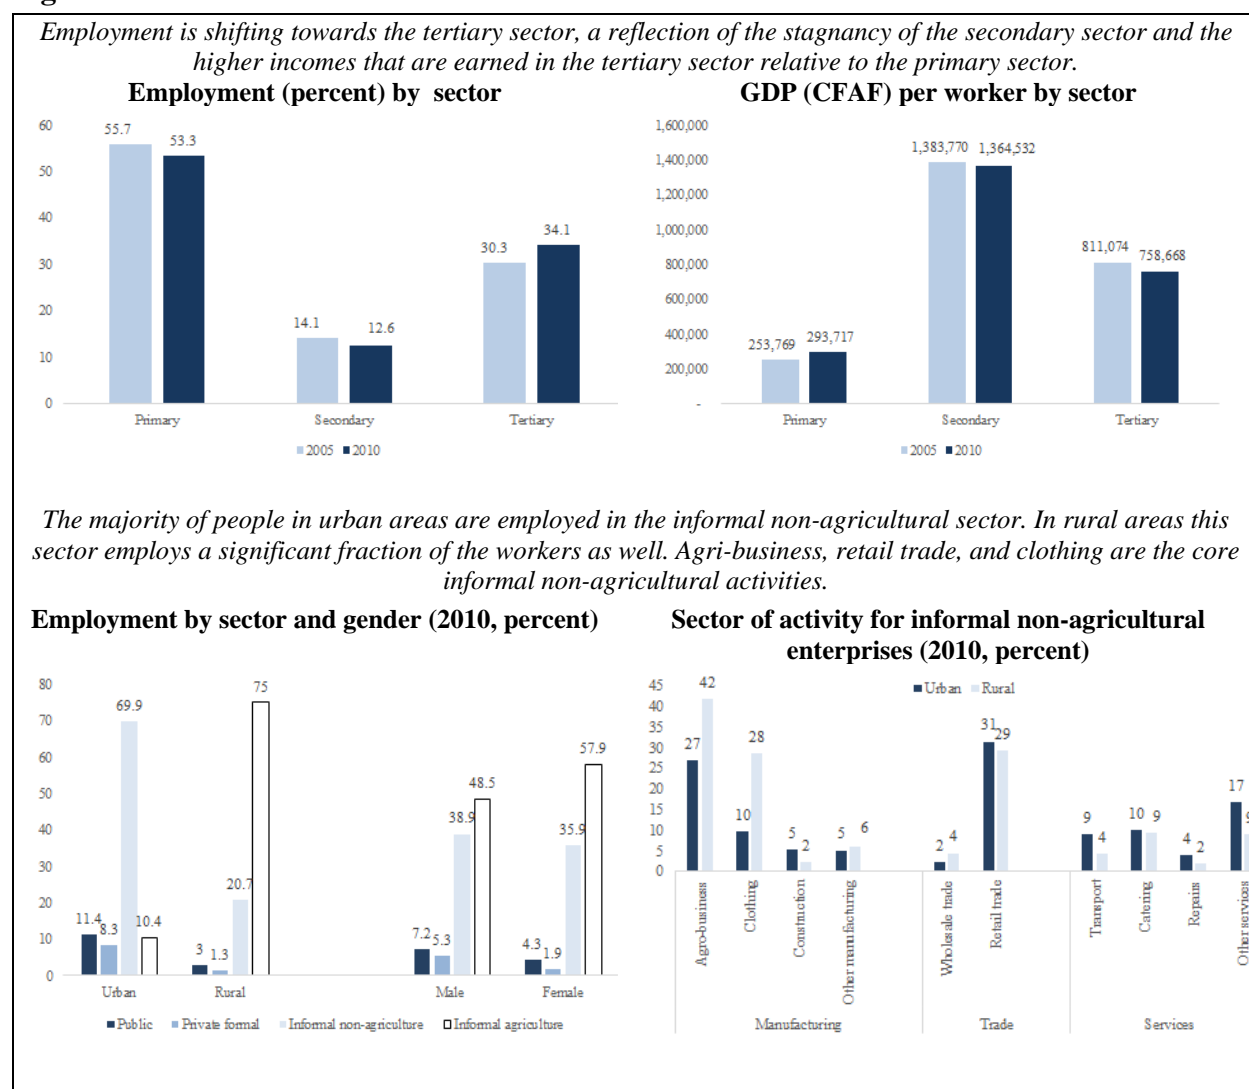 Employment is shifting towards the tertiary sector, a reflection of the stagnancy of the secondary sector and the
higher incomes that are earned in the tertiary sector relative to the primary sector.
Employment (percent) by sector
60
50
40
30
20
10
0
55.7
53.3
14.1
12.6
30.3
34.1
Primary
Secondary
Tertiary
2005 2010
GDP (CFAF) per worker by sector
1,600,000
1,400,000
1,200,000
1,000,000
800,000
600,000
400,000
200,000
-
253,769
293,717
1,383,770
1,364,532
811,074
758,668
Primary
Secondary
Tertiary
2005 2010
The majority of people in urban areas are employed in the informal non-agricultural sector. In rural areas this
sector employs a significant fraction of the workers as well. Agri-business, retail trade, and clothing are the core
informal non-agricultural activities.
Employment by sector and gender (2010, percent)
80
70
60
50
40
30
20
10
0
11.4
8.3
69.9
10.4
3
1.3
20.7
75
7.2
5.3
38.9
48.5
4.3
1.9
35.9
57.9
Urban
Rural
Male
Female
Public Private formal Informal non-agriculture Informal agriculture
Sector of activity for informal non-agricultural
enterprises (2010, percent)
Urban Rural
45
40
35
30
25
20
15
10
5
0
27
42
10
28
5
2
5
6
2
4
31
29
9
4
10
9
4
2
17
9
Agro-business
Clothing
Construction
Other manufacturing
Wholesale trade
Retail trade
Transport
Catering
Repairs
Other services
Manufacturing
Trade
Services